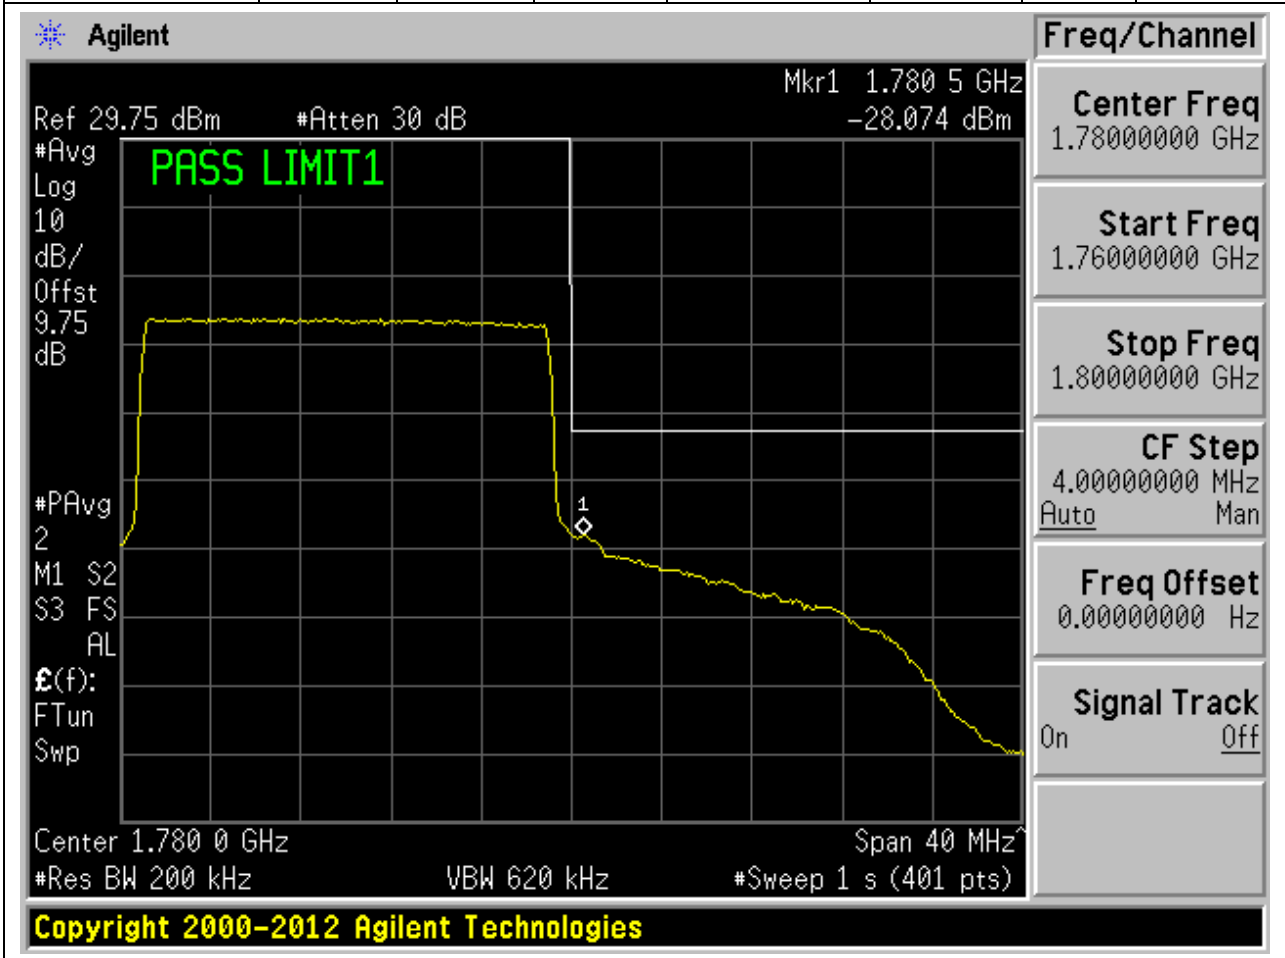 Agilent
Freq/Channel
Mkr1 1.780 5 GHz
Ref 29.75 dBm #Atten 30 dB -28.074 dBm
#Avg
Log
10
dB/
Offst
9.75
dB
PASS LIMIT1
1
#PAvg
2
M1 S2
S3 FS
AL
£(f):
FTun
Swp
Center 1.780 0 GHz Span 40 MHz^
#Res BW 200 kHz VBW 620 kHz #Sweep 1 s (401 pts)
Center Freq
1.78000000 GHz
Start Freq
1.76000000 GHz
Stop Freq
1.80000000 GHz
CF Step
4.00000000 MHz
Auto Man
Freq Offset
0.00000000 Hz
Signal Track
On Off
Copyright 2000-2012 Agilent Technologies